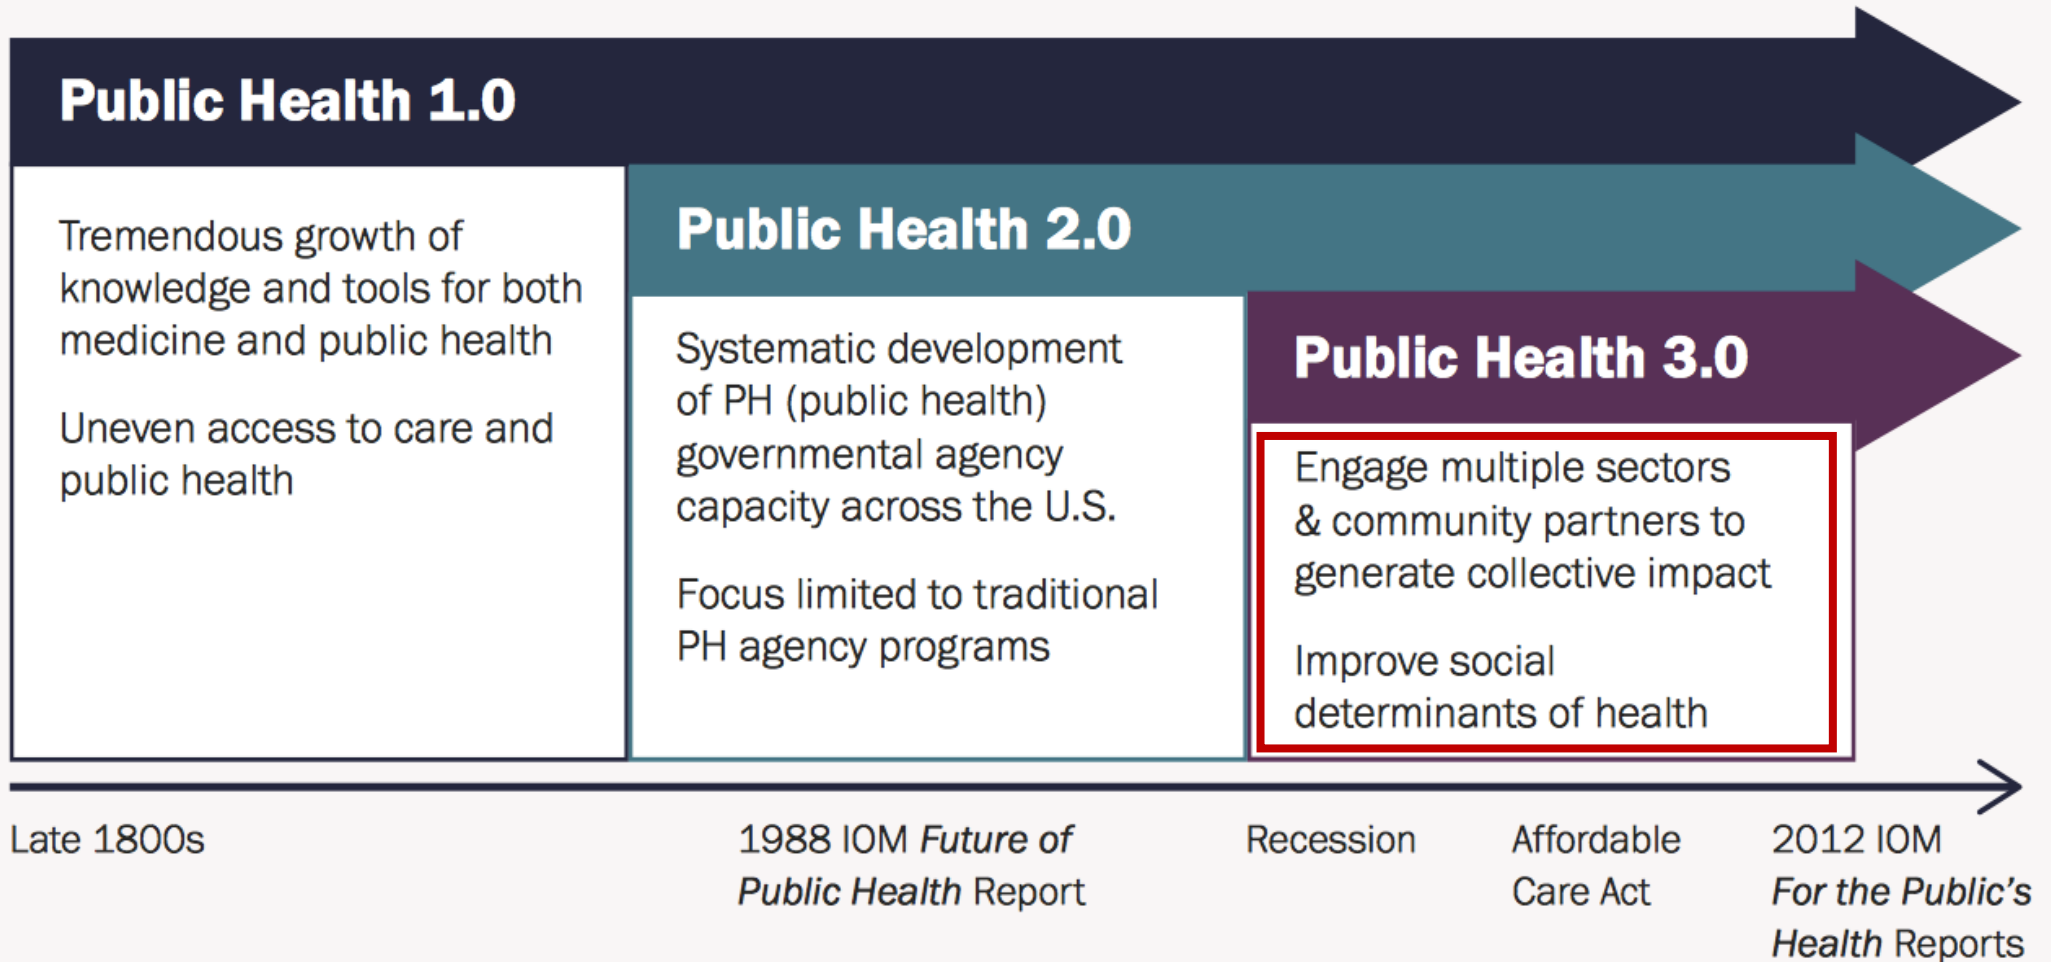 Public Health 1.0
Tremendous growth of
knowledge and tools for both
medicine and public health
Uneven access to care and
public health
Public Health 2.0
Systematic development
of PH (public health)
governmental agency
capacity across the U.S.
Focus limited to traditional
PH agency programs
Public Health 3.0
Engage multiple sectors
& community partners to
generate collective impact
Improve social
determinants of health
Late 1800s
1988 IOM Future of
Public Health Report
Recession
Affordable
Care Act
2012 IOM
For the Public's
Health Reports